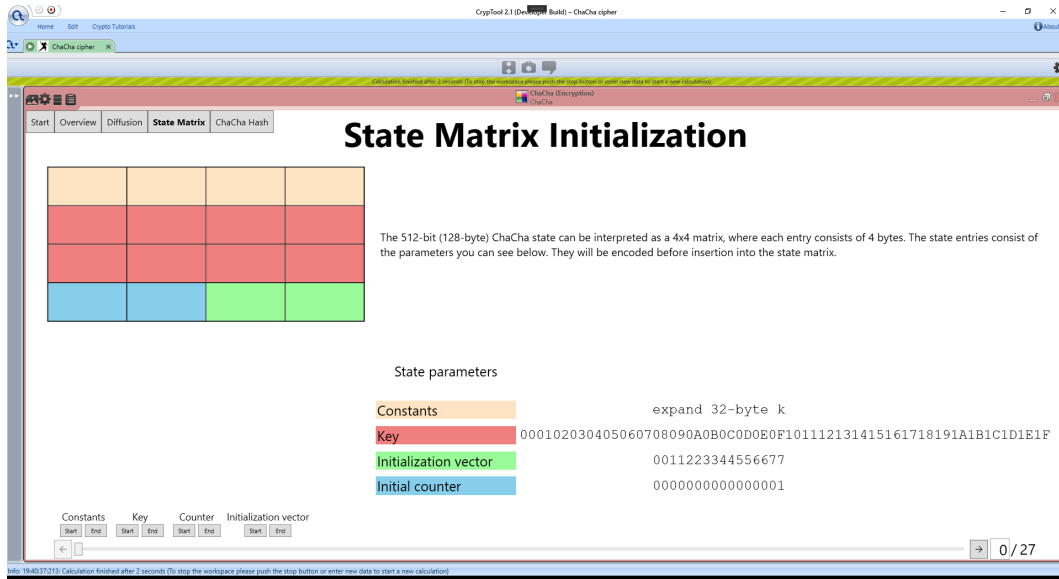 CrypTool 2.1 (Developer Build) – ChaCha cipher
Home Edit Crypto Tutorials
About
ChaCha cipher
Calculation finished after 2 seconds (To stop the workspace please push the stop button or enter new data to start a new calculation)
ChaCha (Encryption)
ChaCha
Start Overview Diffusion State Matrix ChaCha Hash
State Matrix Initialization
The 512-bit (128-byte) ChaCha state can be interpreted as a 4x4 matrix, where each entry consists of 4 bytes. The state entries consist of
the parameters you can see below. They will be encoded before insertion into the state matrix.
State parameters
Constants expand 32-byte k
Key 000102030405060708090A0B0C0D0E0F101112131415161718191A1B1C1D1E1F
Initialization vector 0011223344556677
Initial counter 0000000000000001
Constants Key Counter Initialization vector
Start End Start End Start End Start End
0/27
Info: 19:40:37:213: Calculation finished after 2 seconds (To stop the workspace please push the stop button or enter new data to start a new calculation)